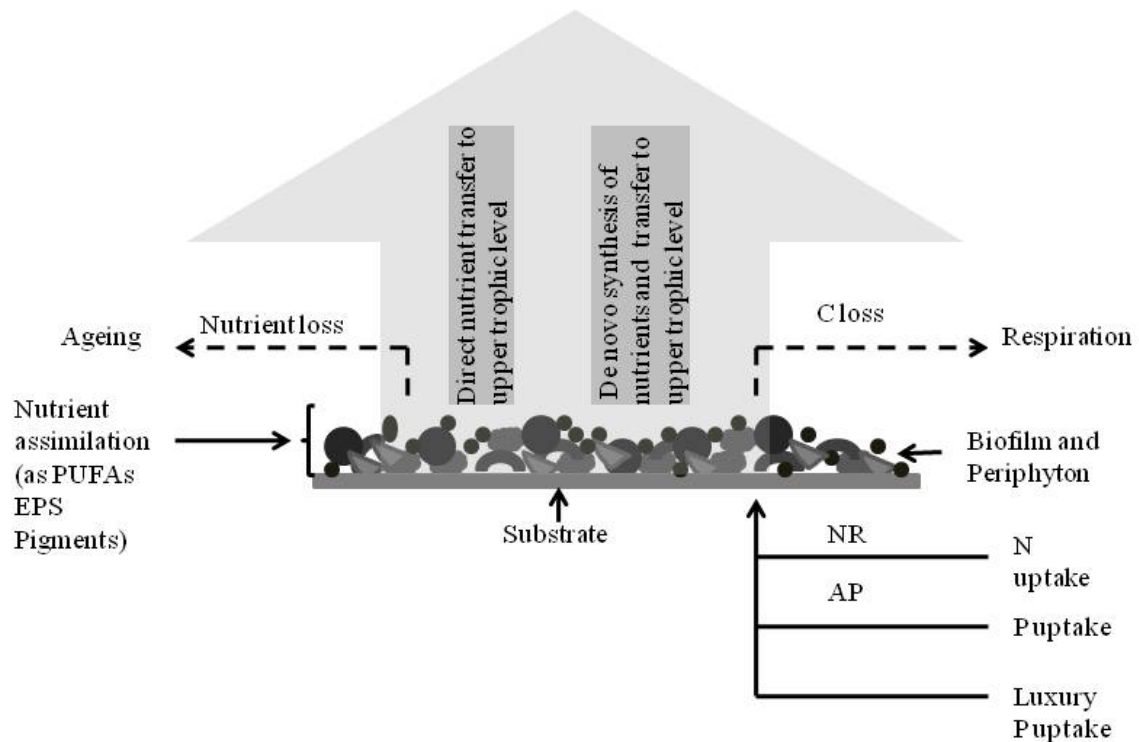 Direct nutrient transfer to
upper trophic level
De novo synthesis of
nutrients and transfer to
upper trophic level
Ageing
Nutrient loss
C loss
Respiration
Nutrient
assimilation
(as PUFAs
EPS
Pigments)
Biofilm and
Periphyton
Substrate
NR
N
uptake
AP
P uptake
Luxury
P uptake